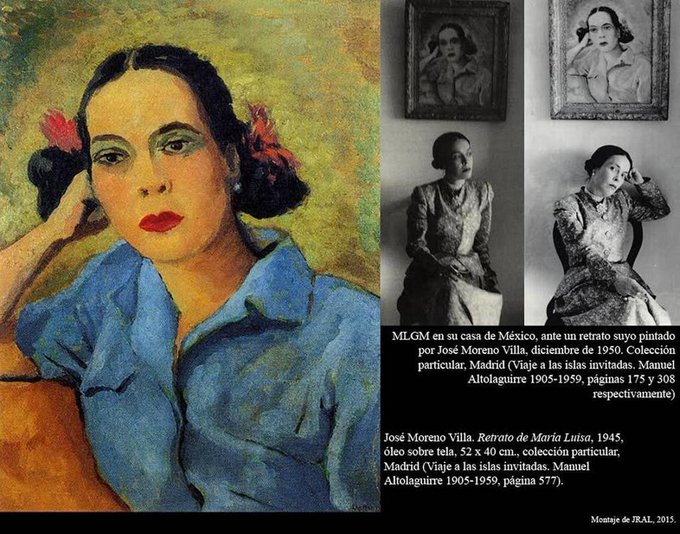 MLGM en su casa de México, ante un retrato suyo pintado
por José Moreno Villa, diciembre de 1950. Colección
particular, Madrid (Viaje a las islas invitadas. Manuel
Altolaguirre 1905-1959, páginas 175 y 308
respectivamente)
José Moreno Villa. Retrato de María Luisa, 1945,
óleo sobre tela, 52 x 40 cm., colección particular,
Madrid (Viaje a las islas invitadas. Manuel
Altolaguirre 1905-1959, página 577).
Montaje de JRAL, 2015.